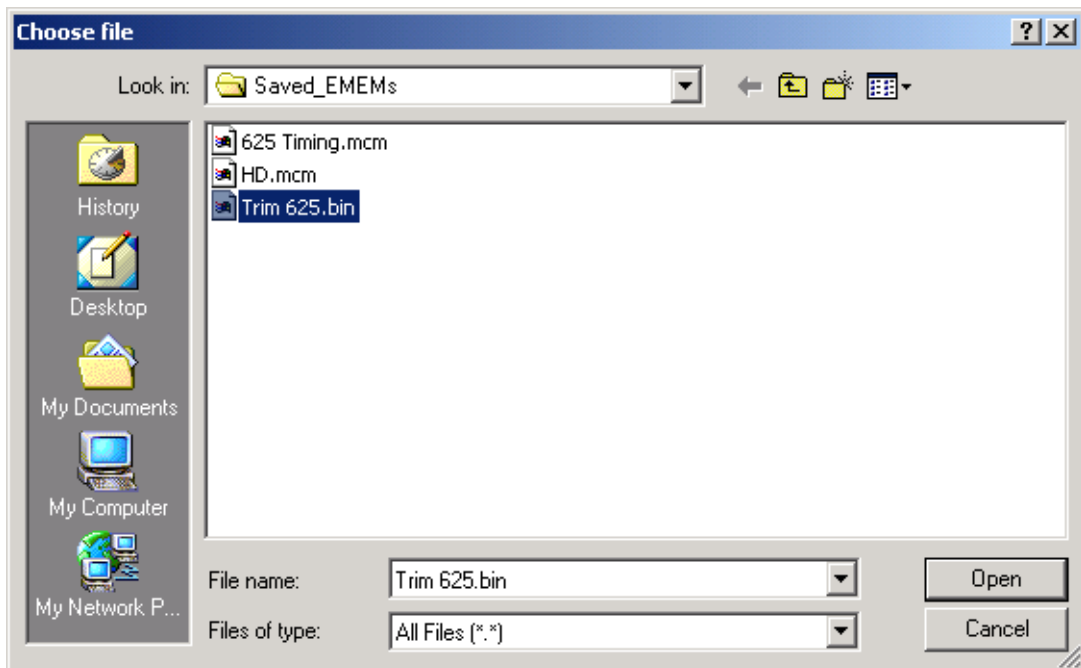 Choose file
Look in: Saved_EMEMs
625 Timing.mcm
HD.mcm
Trim 625.bin
History
Desktop
My Documents
My Computer
My Network P...
File name: Trim 625.bin Open
Files of type: All Files (*.*) Cancel